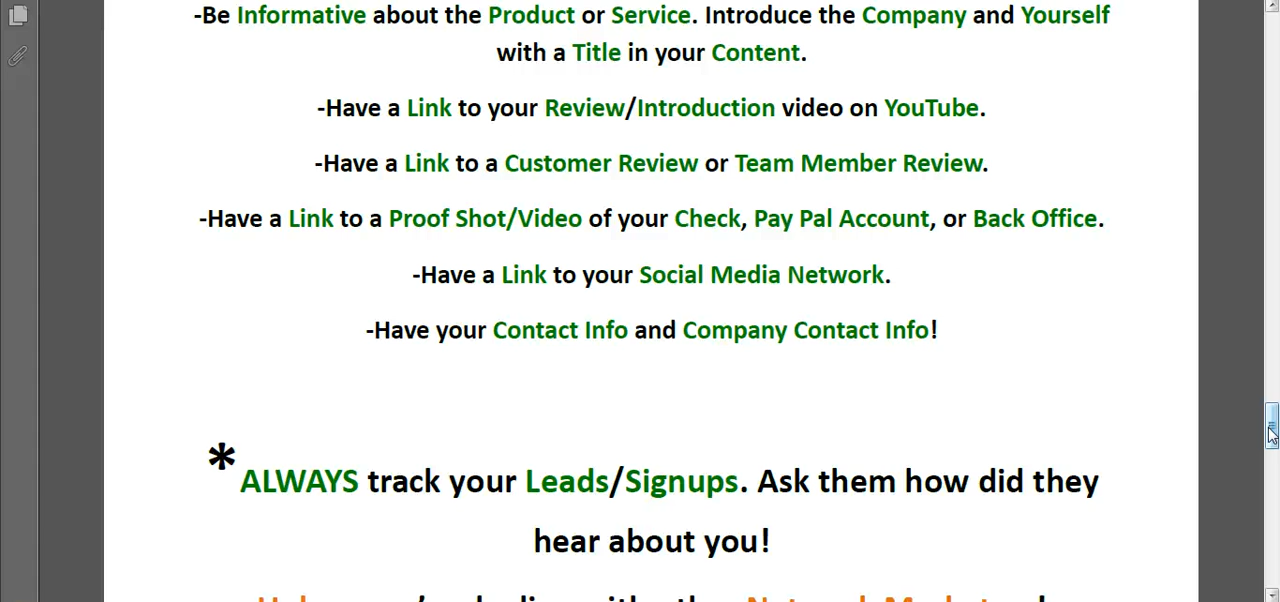 -Be Informative about the Product or Service. Introduce the Company and Yourself
with a Title in your Content.
-Have a Link to your Review/Introduction video on YouTube.
-Have a Link to a Customer Review or Team Member Review.
-Have a Link to a Proof Shot/Video of your Check, Pay Pal Account, or Back Office.
-Have a Link to your Social Media Network.
-Have your Contact Info and Company Contact Info!
*ALWAYS track your Leads/Signups. Ask them how did they
hear about you!